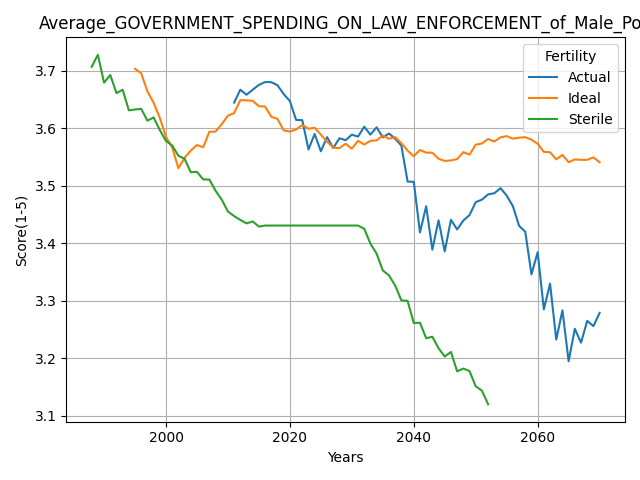 Average_GOVERNMENT_SPENDING_ON_LAW_ENFORCEMENT_of_Male_Po
Fertility
Actual
Ideal
Sterile
Score(1-5)
3.7
3.6
3.5
3.4
3.3
3.2
3.1
2000 2020 2040 2060
Years